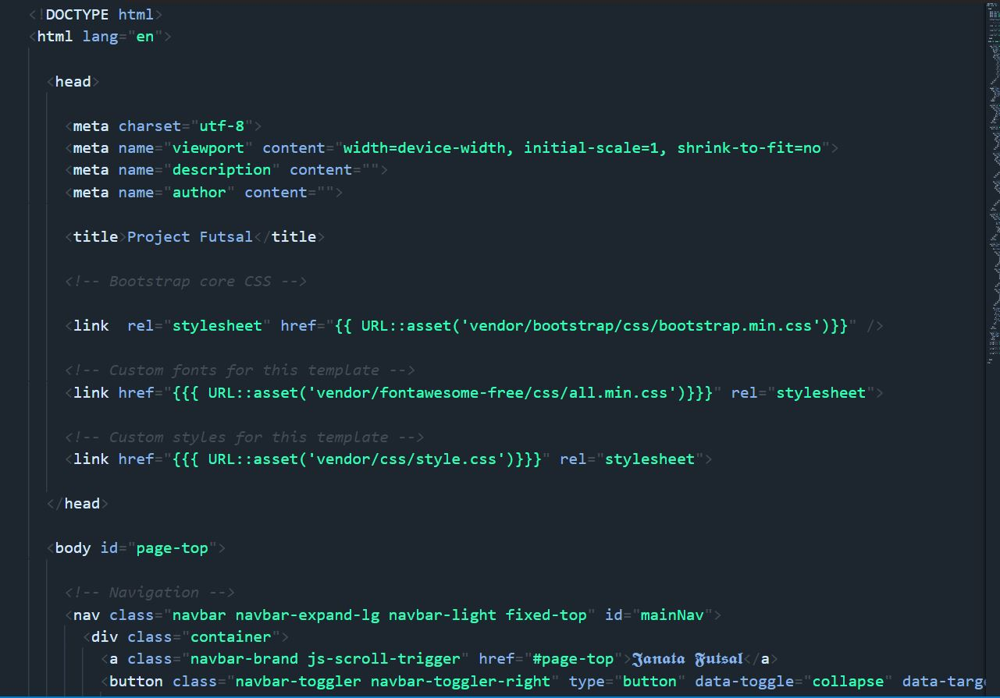 <!DOCTYPE html>
<html lang="en">
<head>
<meta charset="utf-8">
<meta name="viewport" content="width=device-width, initial-scale=1, shrink-to-fit=no">
<meta name="description" content="">
<meta name="author" content="">
<title>Project Futsal</title>
<!-- Bootstrap core CSS -->
<link  rel="stylesheet" href="{{ URL::asset('vendor/bootstrap/css/bootstrap.min.css')}}" />
<!-- Custom fonts for this template -->
<link href="{{{ URL::asset('vendor/fontawesome-free/css/all.min.css')}}}" rel="stylesheet">
<!-- Custom styles for this template -->
<link href="{{{ URL::asset('vendor/css/style.css')}}}" rel="stylesheet">
</head>
<body id="page-top">
<!-- Navigation -->
<nav class="navbar navbar-expand-lg navbar-light fixed-top" id="mainNav">
<div class="container">
<a class="navbar-brand js-scroll-trigger" href="#page-top">𝕵𝖆𝖓𝖆𝖙𝖆 𝕱𝖚𝖙𝖘𝖆𝖑</a>
<button class="navbar-toggler navbar-toggler-right" type="button" data-toggle="collapse" data-targe